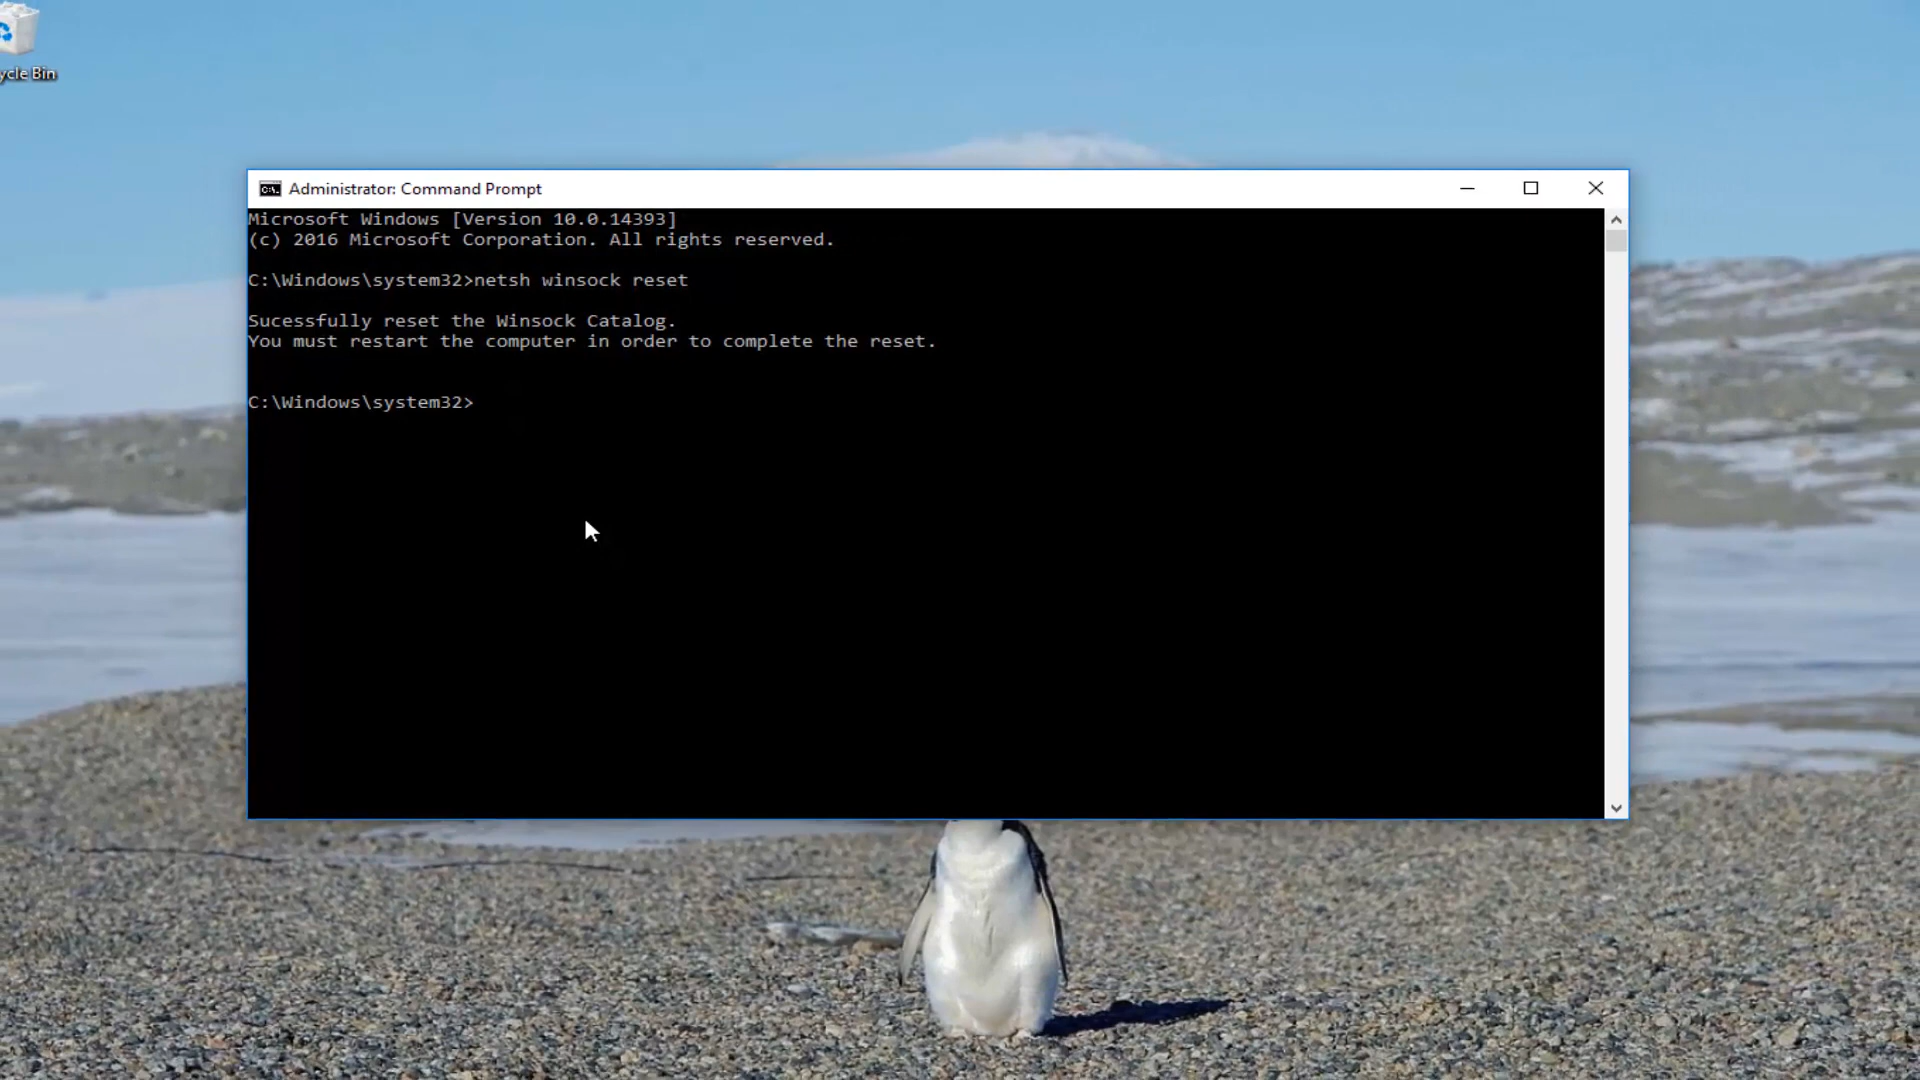 ycle Bin
Administrator: Command Prompt
Microsoft Windows [Version 10.0.14393]
(c) 2016 Microsoft Corporation. All rights reserved.
C:\Windows\system32>netsh winsock reset
Sucessfully reset the Winsock Catalog.
You must restart the computer in order to complete the reset.
C:\Windows\system32>